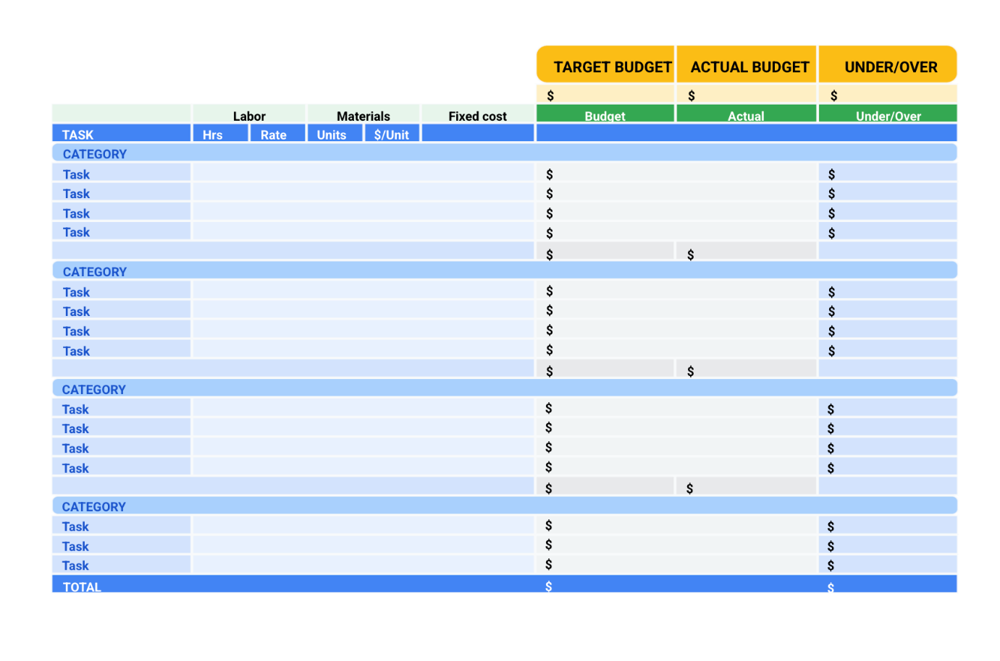 TARGET BUDGET ACTUAL BUDGET UNDER/OVER
$ $ $
Labor Materials Fixed cost Budget Actual Under/Over
TASK Hrs Rate Units $/Unit
CATEGORY
Task $ $
Task $ $
Task $ $
Task $ $
$ $
CATEGORY
Task $ $
Task $ $
Task $ $
Task $ $
$ $
CATEGORY
Task $ $
Task $ $
Task $ $
Task $ $
$ $
CATEGORY
Task $ $
Task $ $
Task $ $
TOTAL $ $